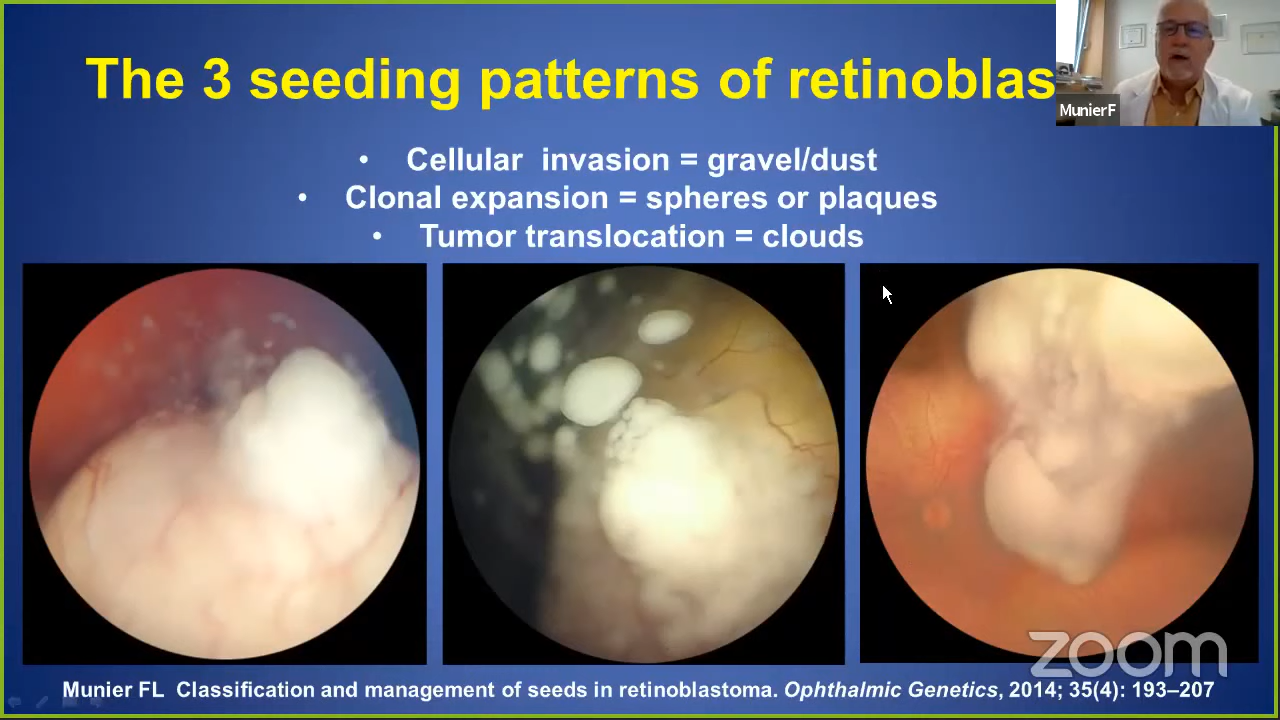 The 3 seeding patterns of retinoblas
Munier F
• Cellular invasion = gravel/dust
• Clonal expansion = spheres or plaques
• Tumor translocation = clouds
zoom
Munier FL Classification and management of seeds in retinoblastoma. Ophthalmic Genetics, 2014; 35(4): 193–207